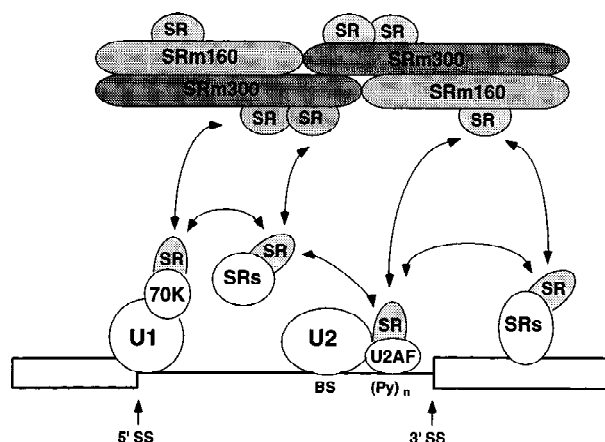 SR
SR SR
SRm160
SRm300
SRm300
SRm160
SR SR
SR
SR
70K
U1
SR
SRs
U2
SR
U2AF
SR
SRs
BS
(Py) n
5' SS
3' SS